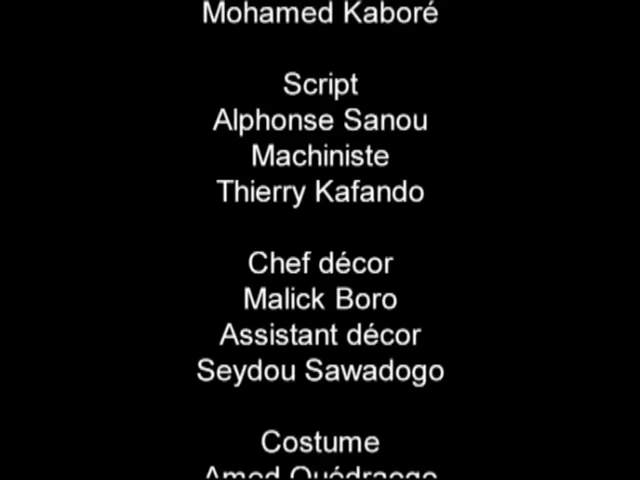 Mohamed Kaboré
Script
Alphonse Sanou
Machiniste
Thierry Kafando
Chef décor
Malick Boro
Assistant décor
Seydou Sawadogo
Costume
Amed Ouédraogo